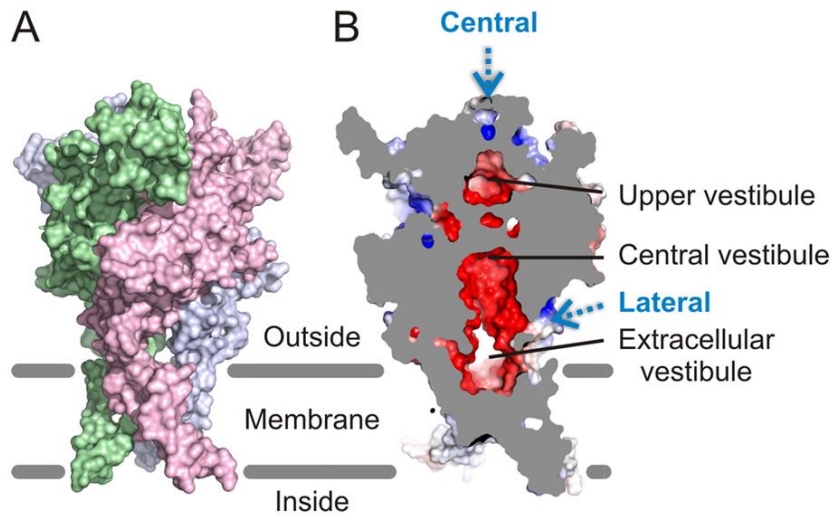 A
B
Central
Upper vestibule
Central vestibule
Lateral
Outside
Extracellular
vestibule
Membrane
Inside